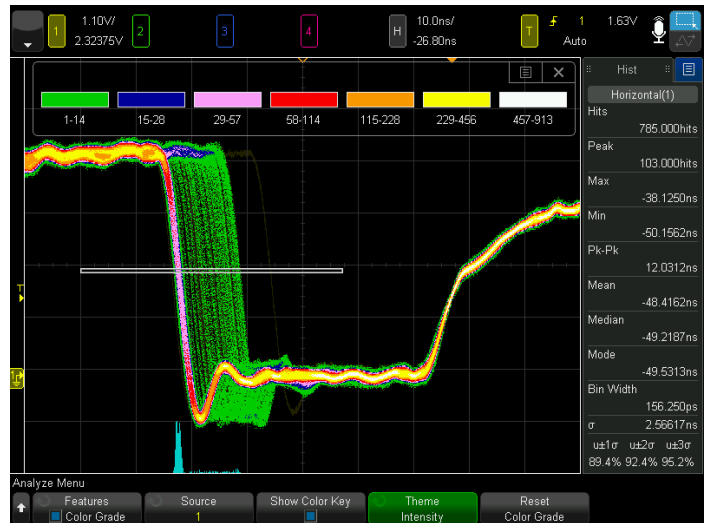 1
1.10V/
2.32375V
2
3
4
H
10.0ns/
-26.80ns
T
1
1.63V
Auto
1-14
15-28
29-57
58-114
115-228
229-456
457-913
T
1
Hist
Horizontal(1)
Hits
785.000hits
Peak
103.000hits
Max
-38.1250ns
Min
-50.1562ns
Pk-Pk
12.0312ns
Mean
-48.4162ns
Median
-49.2187ns
Mode
-49.5313ns
Bin Width
156.250ps
σ
2.56617ns
u±1σ u±2σ u±3σ
89.4% 92.4% 95.2%
Analyze Menu
Features
Color Grade
Source
1
Show Color Key
Theme
Intensity
Reset
Color Grade